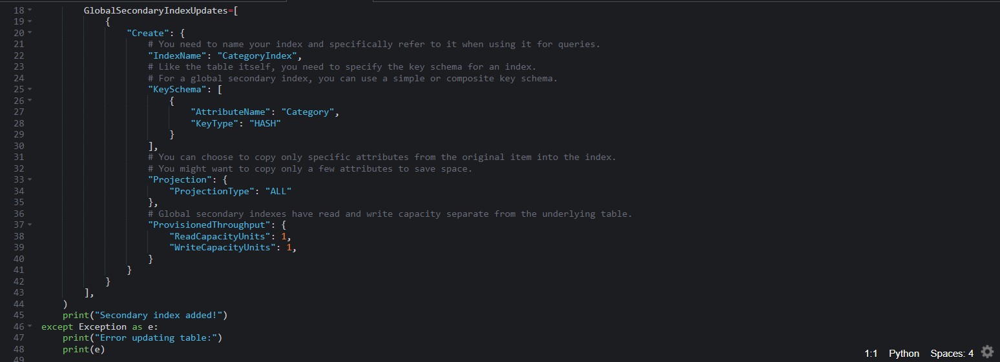 18 GlobalSecondaryIndexUpdates=[
19 {
20 "Create": {
21 # You need to name your index and specifically refer to it when using it for queries.
22 "IndexName": "CategoryIndex",
23 # Like the table itself, you need to specify the key schema for an index.
24 # For a global secondary index, you can use a simple or composite key schema.
25 "KeySchema": [
26 {
27 "AttributeName": "Category",
28 "KeyType": "HASH"
29 }
30 ],
31 # You can choose to copy only specific attributes from the original item into the index.
32 # You might want to copy only a few attributes to save space.
33 "Projection": {
34 "ProjectionType": "ALL"
35 },
36 # Global secondary indexes have read and write capacity separate from the underlying table.
37 "ProvisionedThroughput": {
38 "ReadCapacityUnits": 1,
39 "WriteCapacityUnits": 1,
40 }
41 }
42 }
43 ],
44 )
45 print("Secondary index added!")
46 except Exception as e:
47 print("Error updating table:")
48 print(e)
49
1:1 Python Spaces: 4